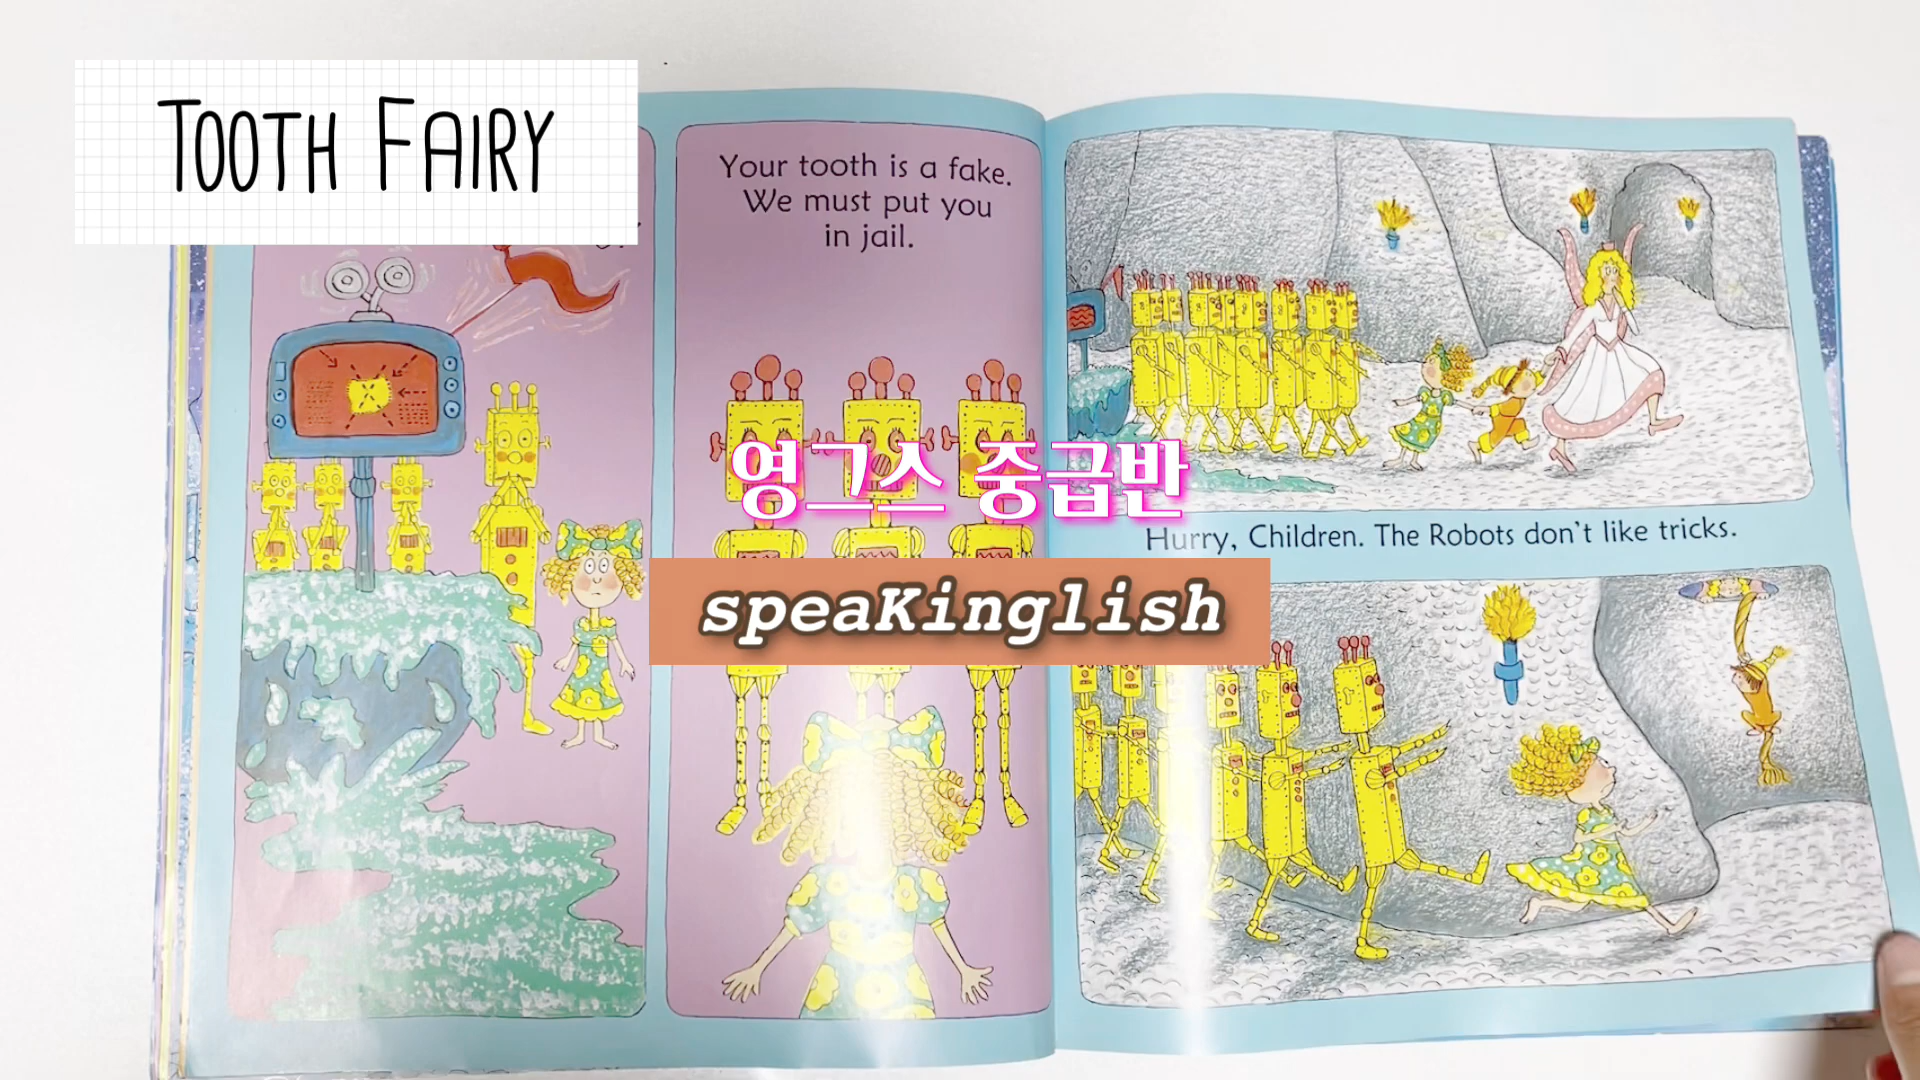 TOOTH FAIRY
Your tooth is a fake.
We must put you
in jail.
영그스 중급반
speaKinglish
Hurry, Children. The Robots don't like tricks.